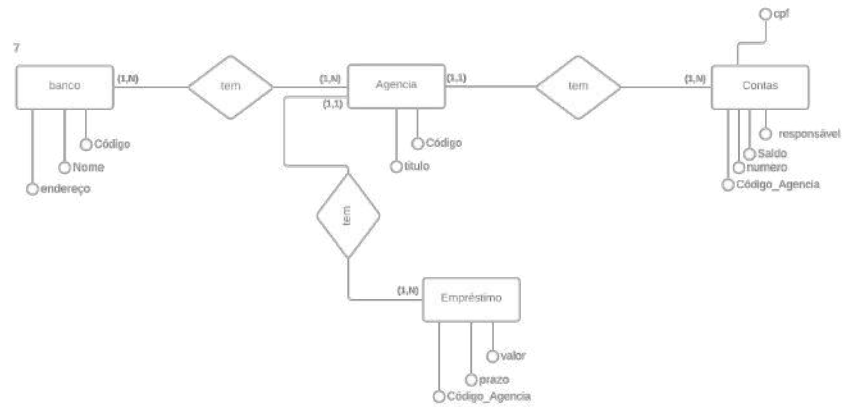 cpf
7
banco
(1,N)
tem
(1,N)
Agencia
(1,1)
tem
(1,N)
Contas
(1,1)
Código
Nome
endereço
Código
titulo
responsável
Saldo
numero
Código_Agencia
tem
(1,N)
Empréstimo
valor
prazo
Código_Agencia